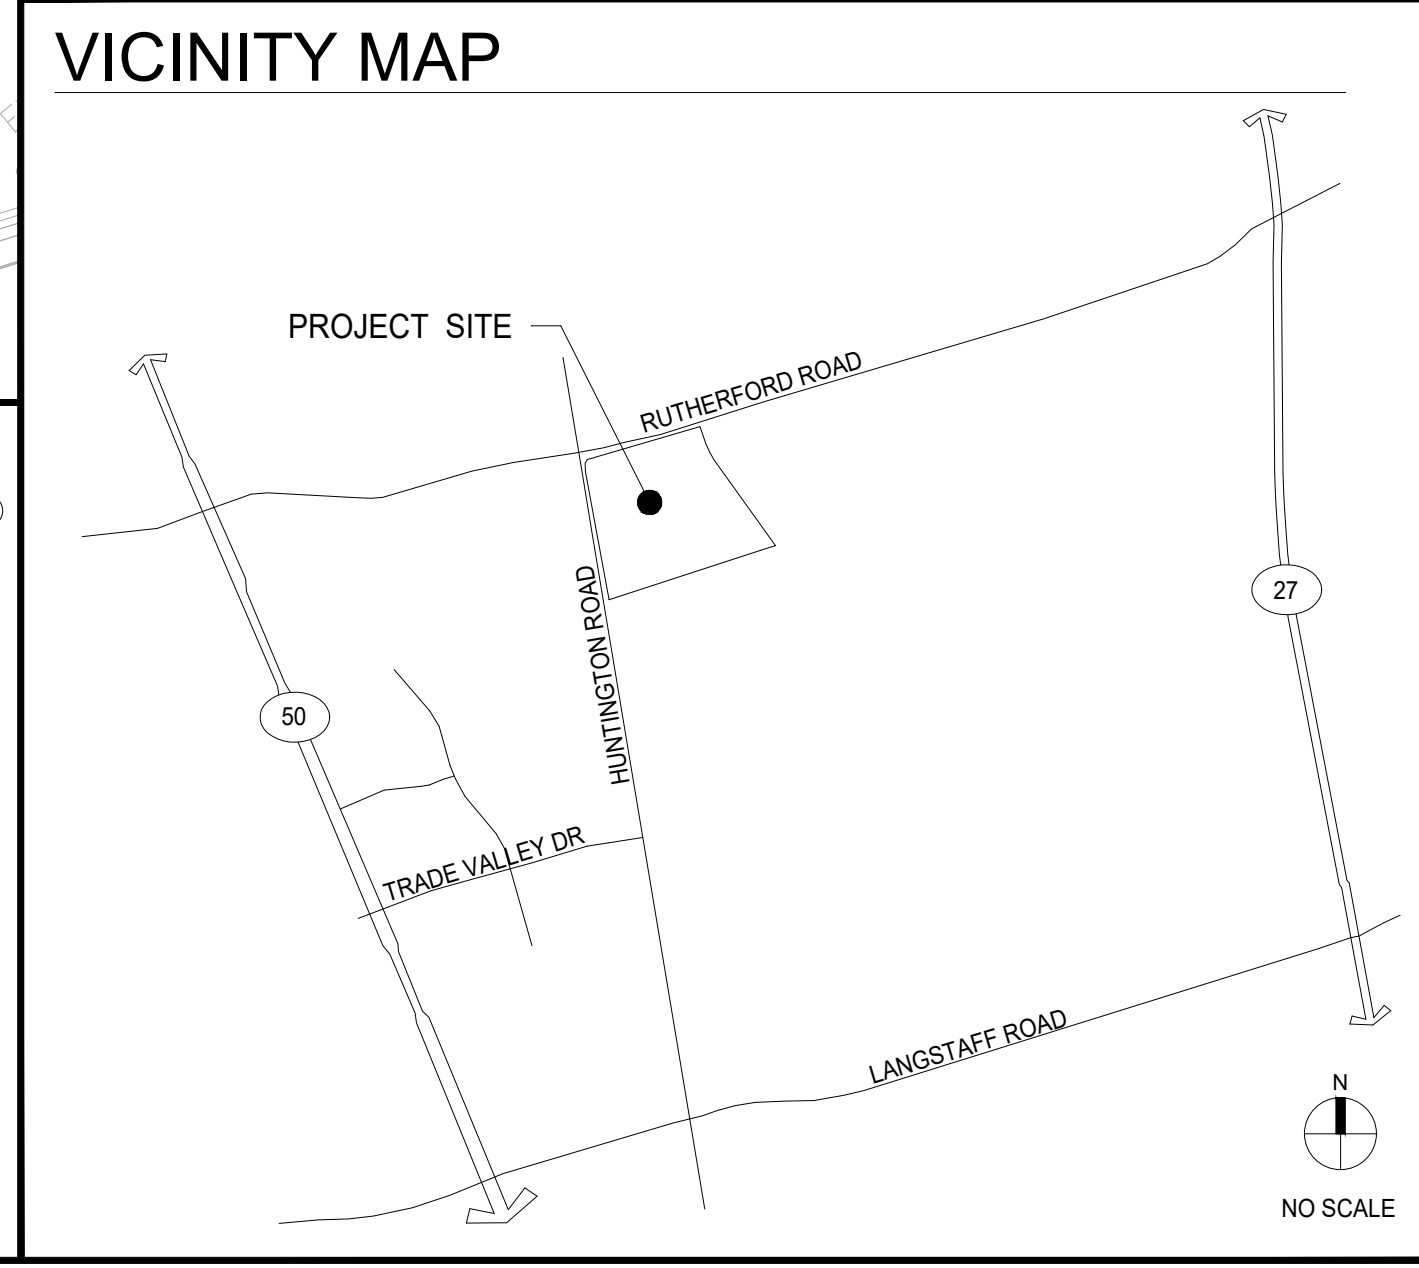 VICINITY MAP
PROJECT SITE
RUTHERFORD ROAD
HUNTINGTON ROAD
27
50
TRADE VALLEY DR
LANGSTAFF ROAD
N
NO SCALE